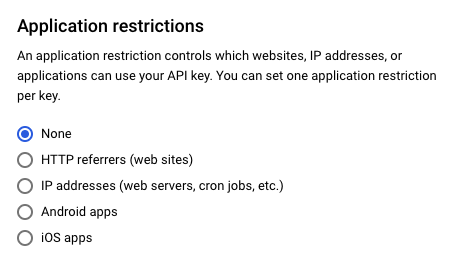 Application restrictions
An application restriction controls which websites, IP addresses, or
applications can use your API key. You can set one application restriction
per key.
None
HTTP referrers (web sites)
IP addresses (web servers, cron jobs, etc.)
Android apps
iOS apps